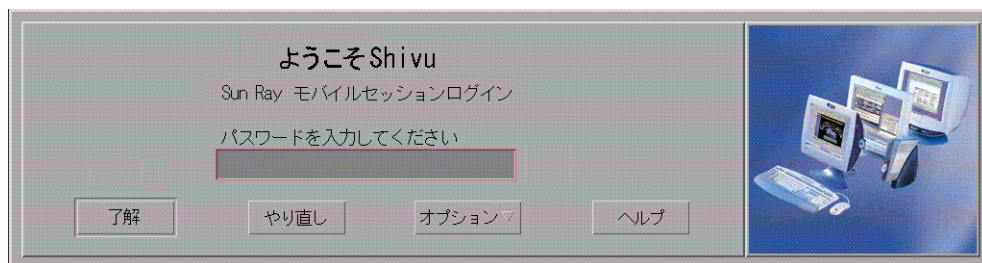 ようこそShivu
Sun Ray モバイルセッションログイン
パスワードを入力してください
了解 やり直し オプション▽ ヘルプ